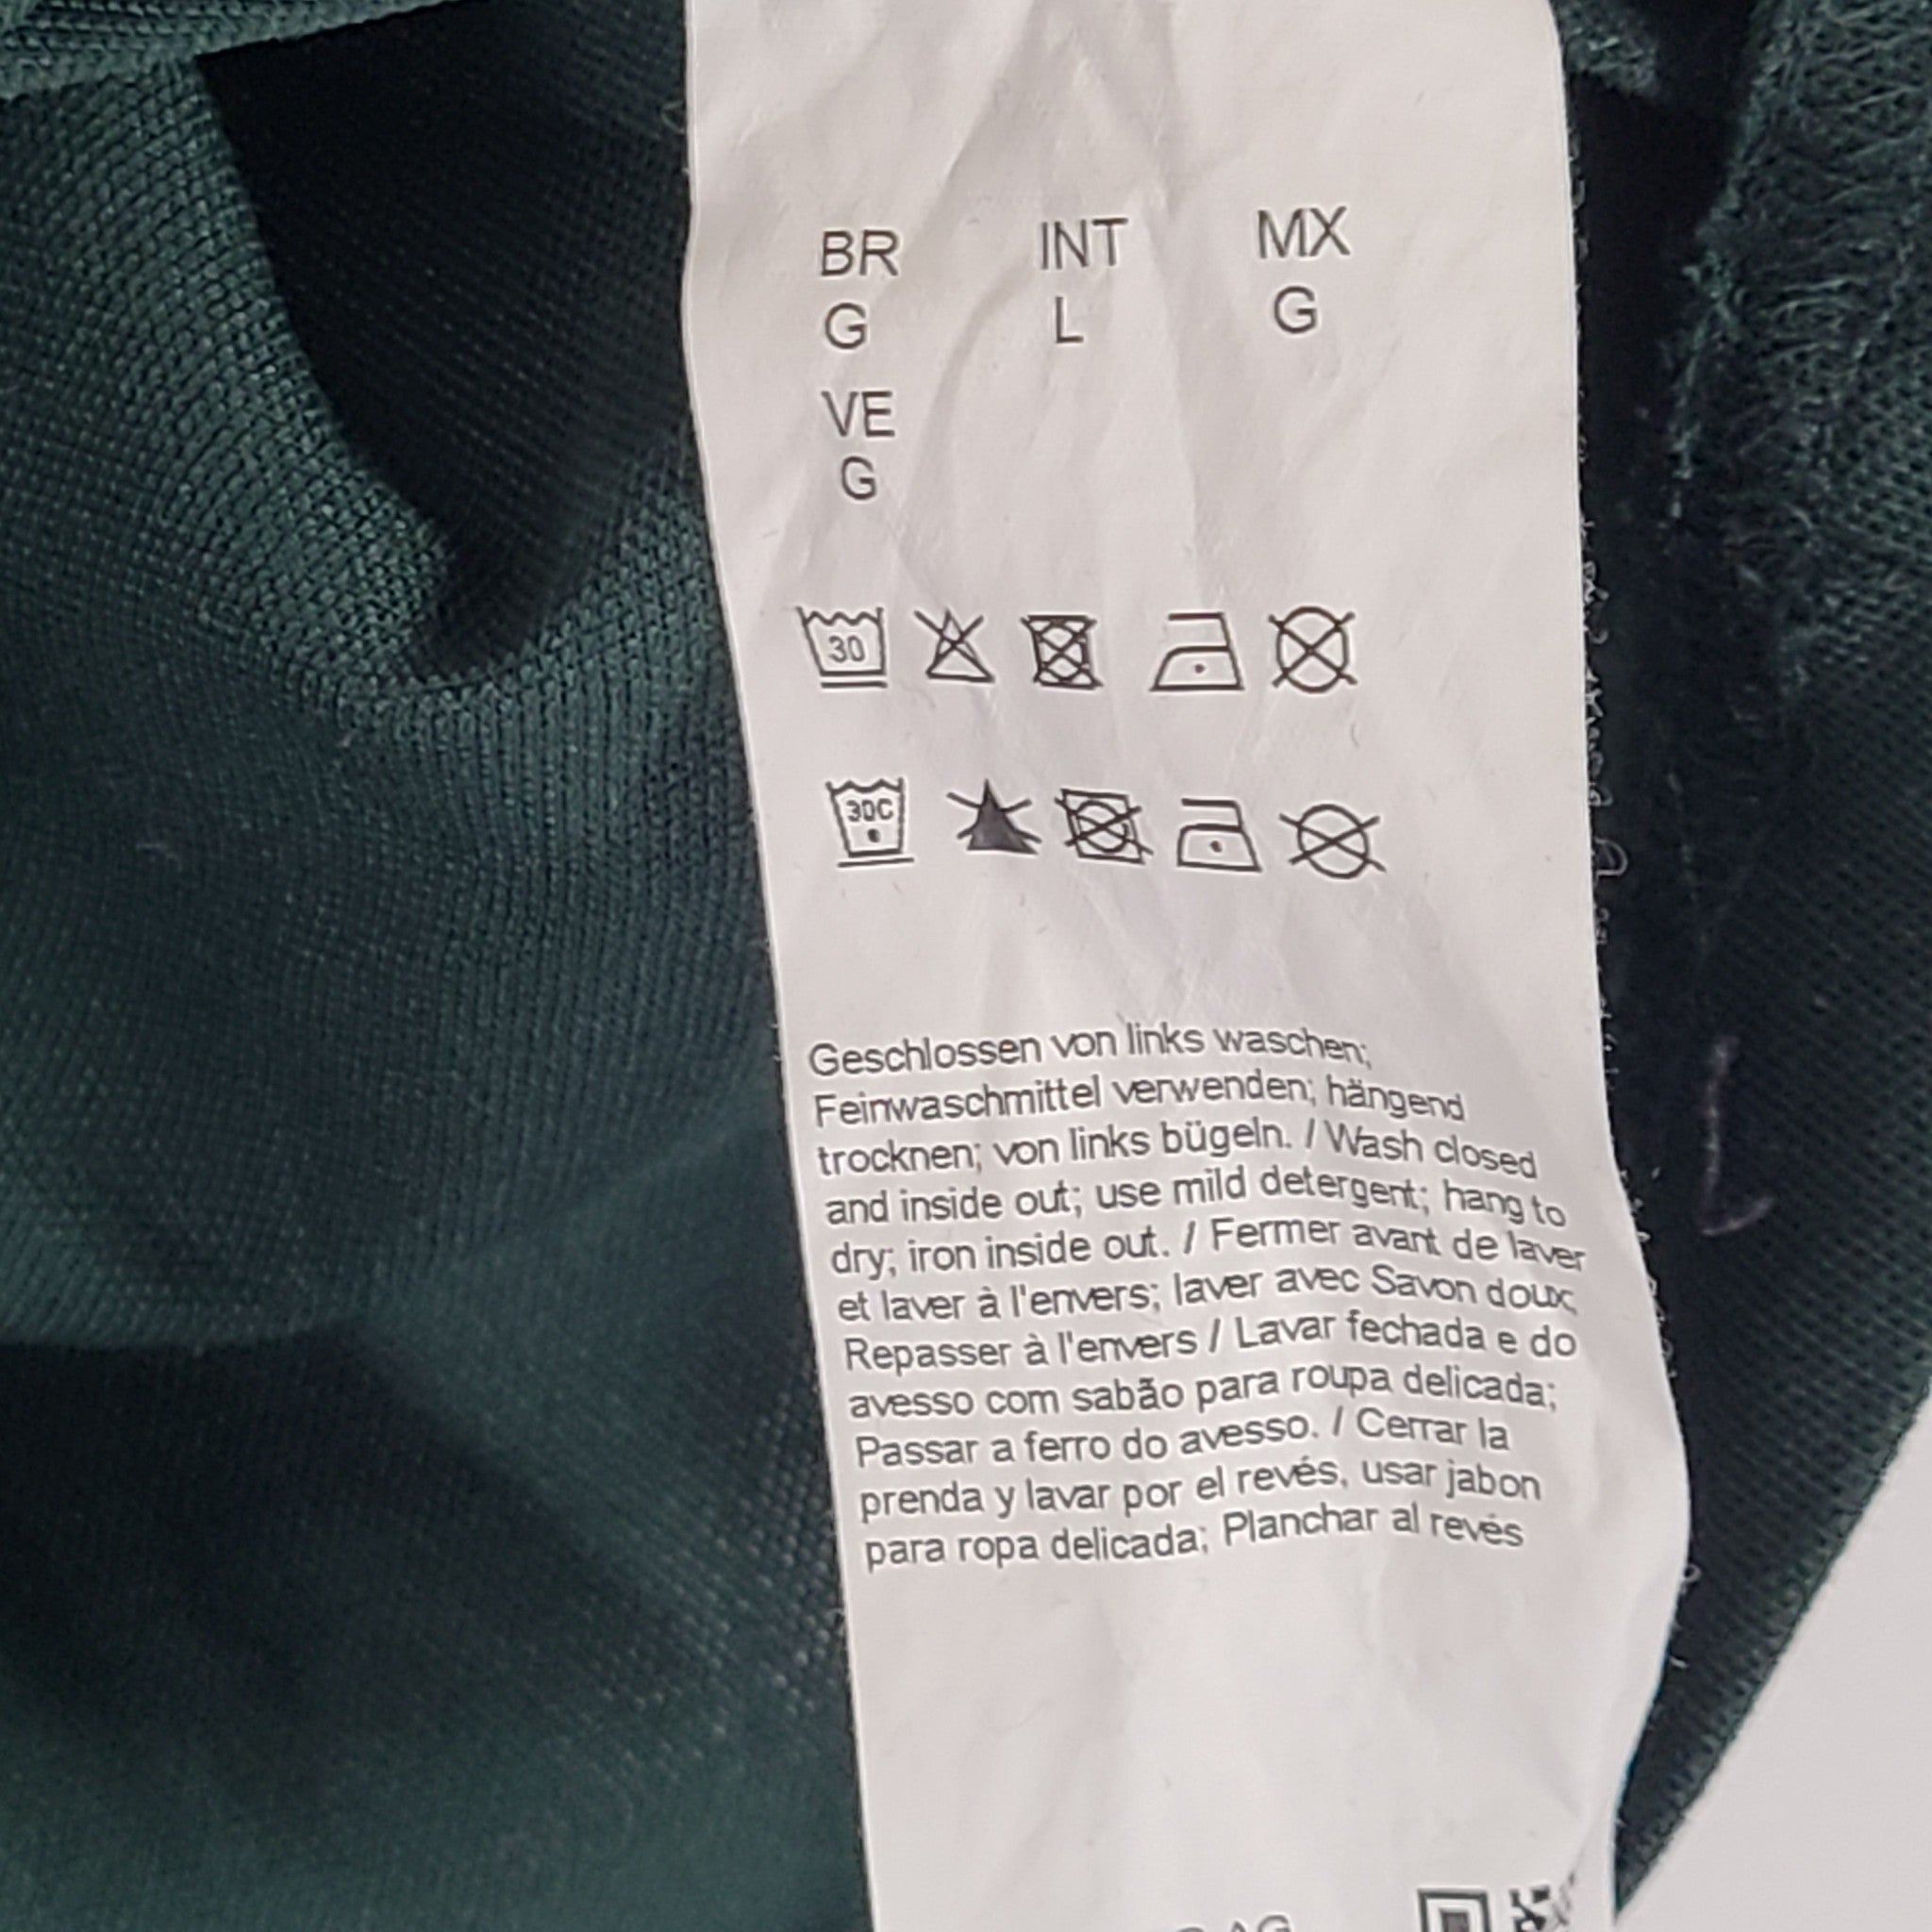 BR INT MX
G L G
VE
G
30
30C
Geschlossen von links waschen;
Feinwaschmittel verwenden; hängend
trocknen; von links bügeln. / Wash closed
and inside out; use mild detergent; hang to
dry; iron inside out. / Fermer avant de laver
et laver à l'envers; laver avec Savon doux,
Repasser à l'envers / Lavar fechada e do
avesso com sabão para roupa delicada;
Passar a ferro do avesso. / Cerrar la
prenda y lavar por el revés, usar jabon
para ropa delicada; Planchar al revés
AG